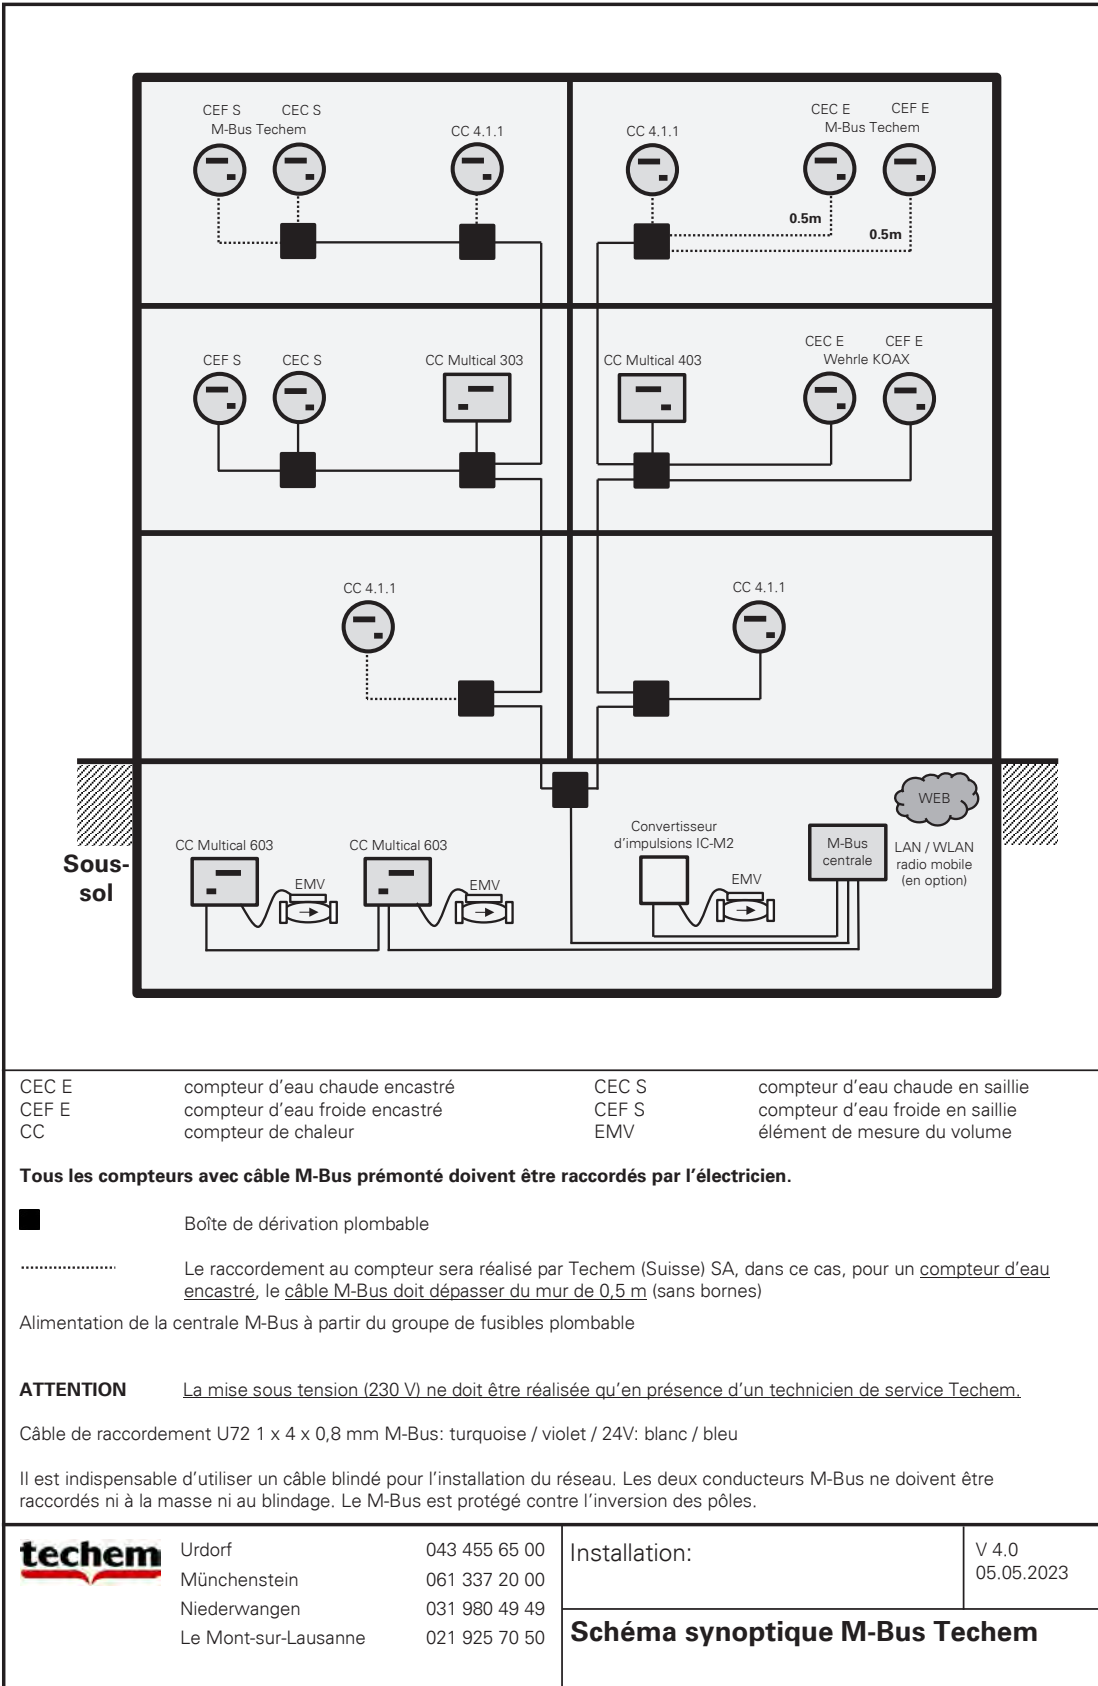 CEF S CEC S
M-Bus Techem
CC 4.1.1
CC 4.1.1
CEC E CEF E
M-Bus Techem
0.5m
0.5m
CEF S CEC S
CC Multical 303
CC Multical 403
CEC E CEF E
Wehrle KOAX
CC 4.1.1
CC 4.1.1
Sous-
sol
CC Multical 603
EMV
CC Multical 603
EMV
Convertisseur
d'impulsions IC-M2
EMV
M-Bus
centrale
WEB
LAN / WLAN
radio mobile
(en option)
CEC E compteur d'eau chaude encastré CEC S compteur d'eau chaude en saillie
CEF E compteur d'eau froide encastré CEF S compteur d'eau froide en saillie
CC compteur de chaleur EMV élément de mesure du volume
Tous les compteurs avec câble M-Bus prémonté doivent être raccordés par l'électricien.
Boîte de dérivation plombable
Le raccordement au compteur sera réalisé par Techem (Suisse) SA, dans ce cas, pour un compteur d'eau
encastré, le câble M-Bus doit dépasser du mur de 0,5 m (sans bornes)
Alimentation de la centrale M-Bus à partir du groupe de fusibles plombable
ATTENTION La mise sous tension (230 V) ne doit être réalisée qu'en présence d'un technicien de service Techem.
Câble de raccordement U72 1 x 4 x 0,8 mm M-Bus: turquoise / violet / 24V: blanc / bleu
Il est indispensable d'utiliser un câble blindé pour l'installation du réseau. Les deux conducteurs M-Bus ne doivent être
raccordés ni à la masse ni au blindage. Le M-Bus est protégé contre l'inversion des pôles.
techem
Urdorf 043 455 65 00
Münchenstein 061 337 20 00
Niederwangen 031 980 49 49
Le Mont-sur-Lausanne 021 925 70 50
Installation:
V 4.0
05.05.2023
Schéma synoptique M-Bus Techem